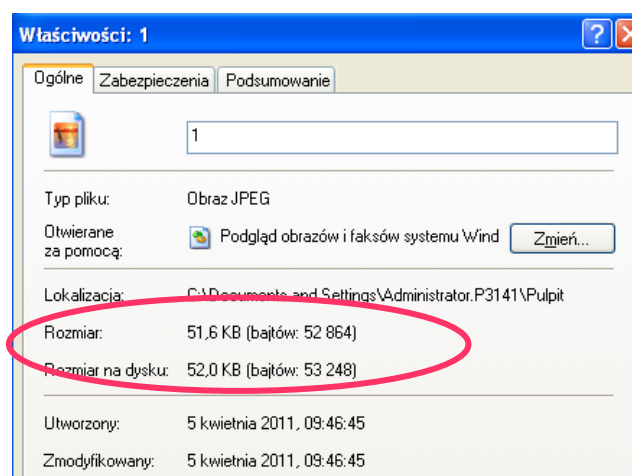 Właściwości: 1
Ogólne Zabezpieczenia Podsumowanie
1
Typ pliku: Obraz JPEG
Otwierane za pomocą: Podgląd obrazów i faksów systemu Wind Zmień...
Lokalizacja: C:\Documents and Settings\Administrator.P3141\Pulpit
Rozmiar: 51,6 KB (bajtów: 52 864)
Rozmiar na dysku: 52,0 KB (bajtów: 53 248)
Utworzony: 5 kwietnia 2011, 09:46:45
Zmodyfikowany: 5 kwietnia 2011, 09:46:45